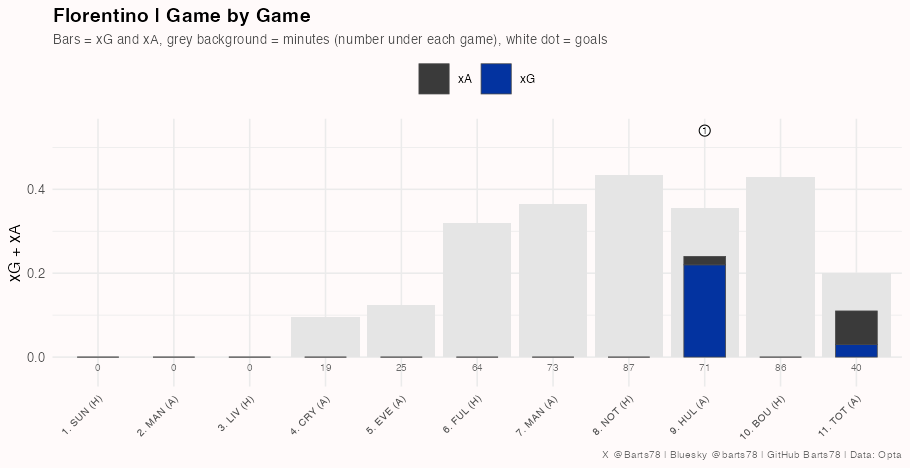 Florentino | Game by Game
Bars = xG and xA, grey background = minutes (number under each game), white dot = goals
xA xG
1
xG + xA
0.4
0.2
0.0
0 0 0 19 25 64 73 87 71 86 40
1. SUN (H) 2. MAN (A) 3. LIV (H) 4. CRY (A) 5. EVE (A) 6. FUL (H) 7. MAN (A) 8. NOT (H) 9. HUL (A) 10. BOU (H) 11. TOT (A)
X @Barts78 | Bluesky @barts78 | GitHub Barts78 | Data: Opta